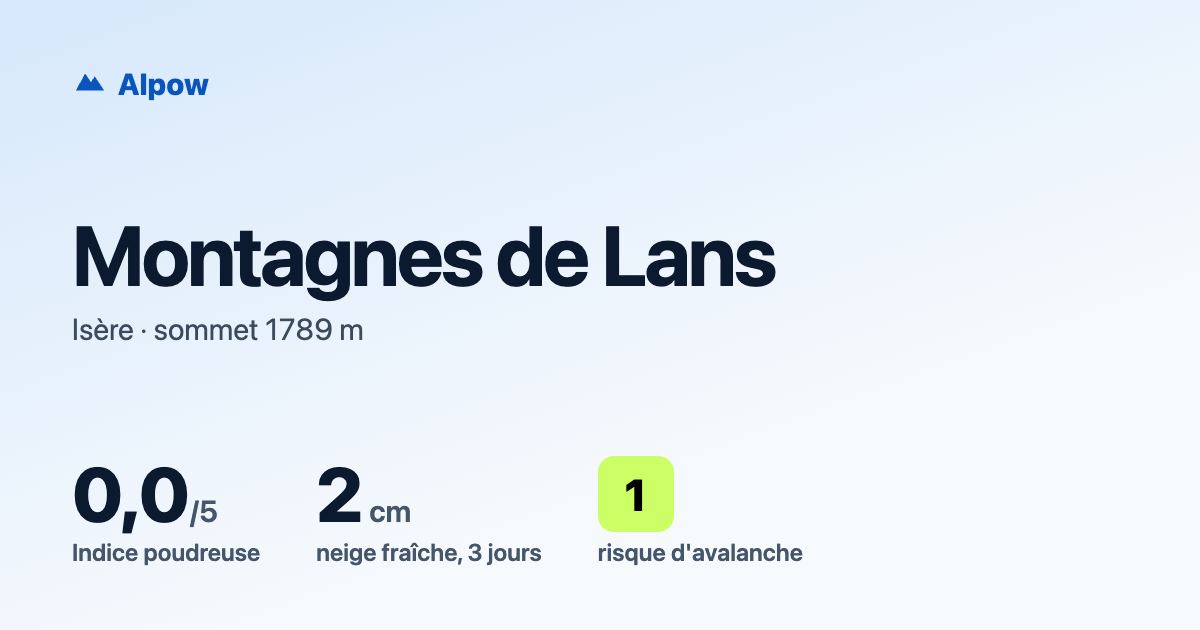 Alpow
Montagnes de Lans
Isère · sommet 1789 m
0,0/5
Indice poudreuse
2 cm
neige fraîche, 3 jours
1
risque d'avalanche